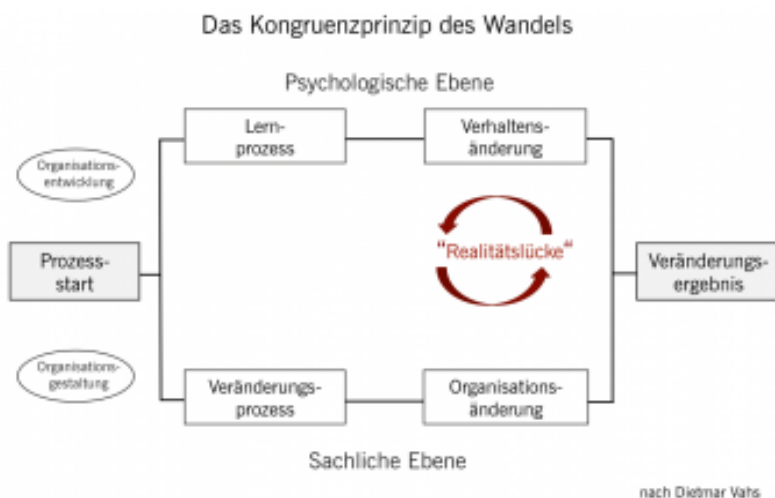 Das Kongruenzprinzip des Wandels
Psychologische Ebene
Lern-
prozess
Verhaltens-
änderung
Organisations-
entwicklung
"Realitätslücke"
Prozess-
start
Veränderungs-
ergebnis
Organisations-
gestaltung
Veränderungs-
prozess
Organisations-
änderung
Sachliche Ebene
nach Dietmar Vahs